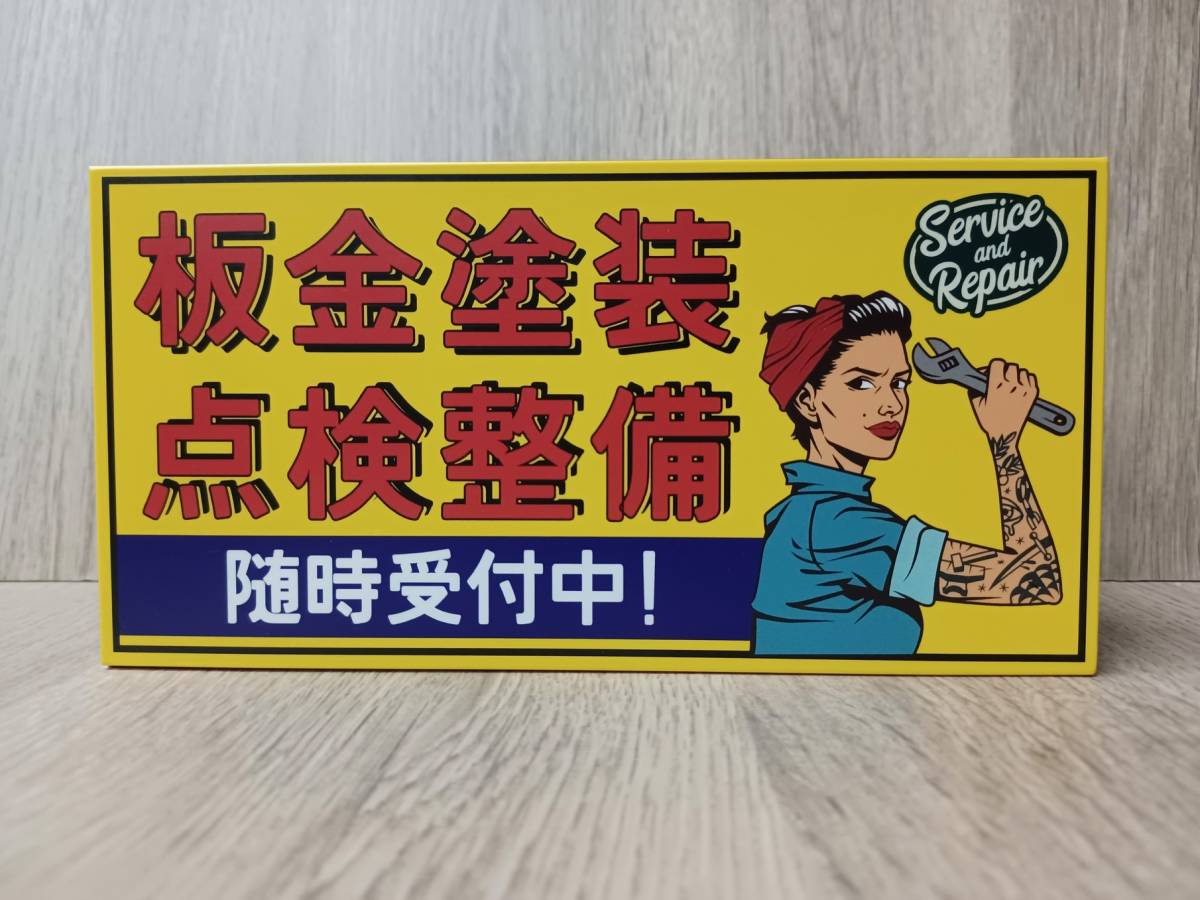 板金塗装
点検整備
随時受付中!
Service
and
Repair